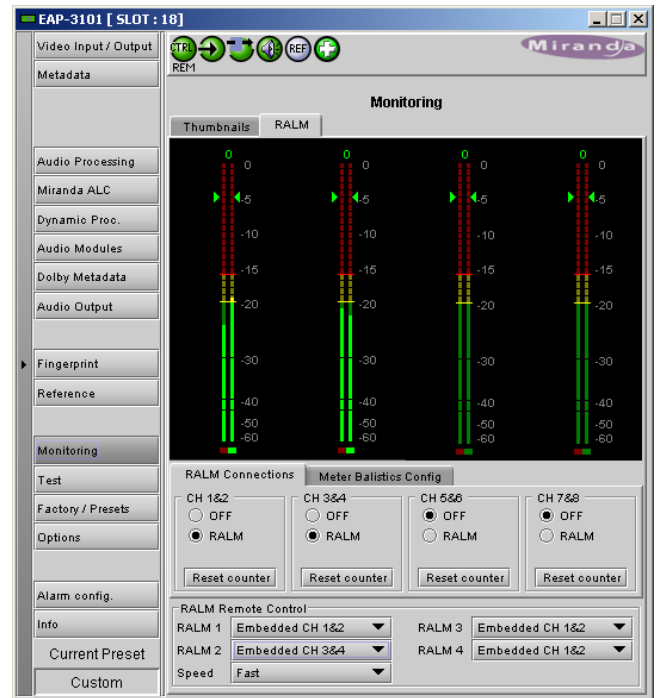 EAP-3101 [ SLOT : 18]
Video Input / Output
Metadata
Audio Processing
Miranda ALC
Dynamic Proc.
Audio Modules
Dolby Metadata
Audio Output
Fingerprint
Reference
Monitoring
Test
Factory / Presets
Options
Alarm config.
Info
Current Preset
Custom
CTRL
REF
REM
Miranda
Monitoring
Thumbnails RALM
0 0 0 0
0 0 0 0
-5 -5 -5 -5
-10 -10 -10 -10
-15 -15 -15 -15
-20 -20 -20 -20
-30 -30 -30 -30
-40 -40 -40 -40
-50 -50 -50 -50
-60 -60 -60 -60
RALM Connections Meter Balistics Config
CH 1&2 CH 3&4 CH 5&6 CH 7&8
OFF OFF OFF OFF
RALM RALM RALM RALM
Reset counter Reset counter Reset counter Reset counter
RALM Remote Control
RALM 1 Embedded CH 1&2 RALM 3 Embedded CH 1&2
RALM 2 Embedded CH 3&4 RALM 4 Embedded CH 1&2
Speed Fast